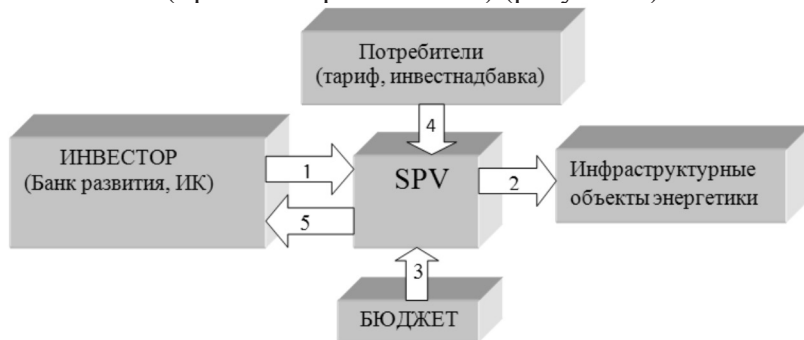 Потребители
(тариф, инвестнадбавка)
4
ИНВЕСТОР
(Банк развития, ИК)
1
SPV
2
Инфраструктурные
объекты энергетики
5
3
БЮДЖЕТ